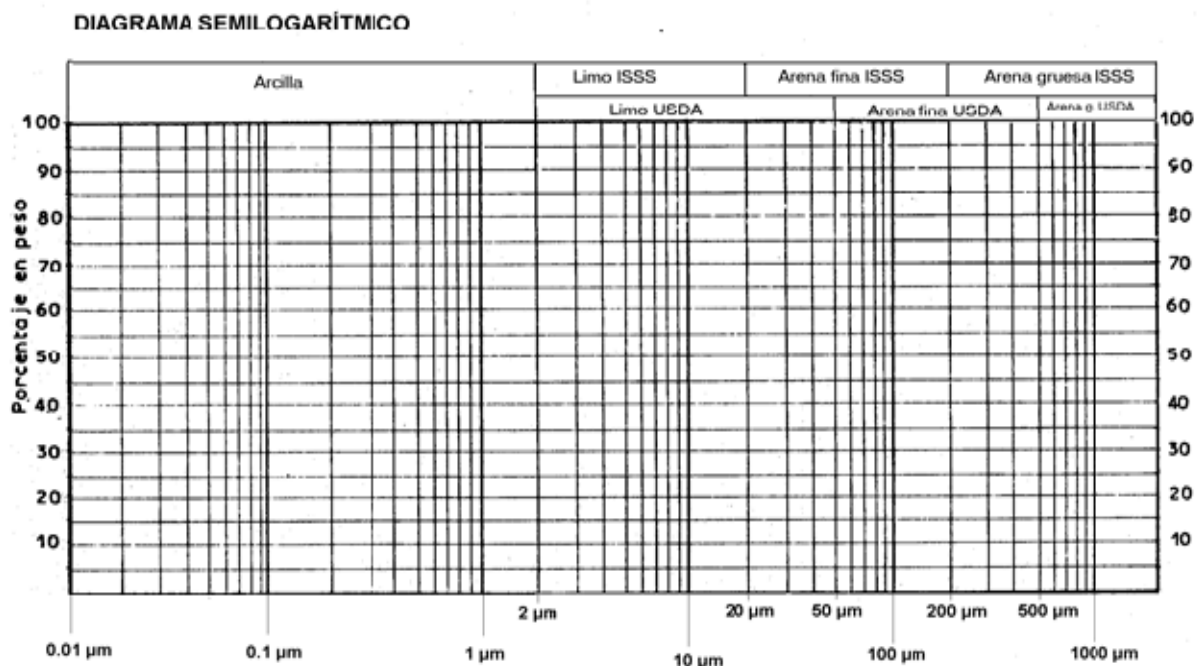 DIAGRAMA SEMILOGARÍTMICO
Arcilla
Limo ISSS
Arena fina ISSS
Arena gruesa ISSS
Limo USDA
Arena fina USDA
Arena g USDA
Porcentaje en peso
100
90
80
70
60
50
40
30
20
10
100
90
80
70
60
50
40
30
20
10
2 µm
20 µm
50 µm
200 µm
500 µm
0.01 µm
0.1 µm
1 µm
10 µm
100 µm
1000 µm